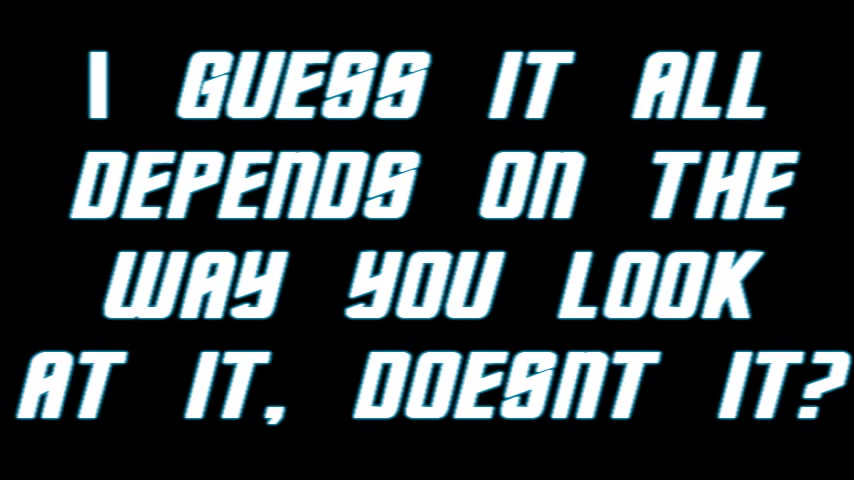 I GUESS IT ALL
DEPENDS ON THE
WAY YOU LOOK
AT IT, DOESNT IT?